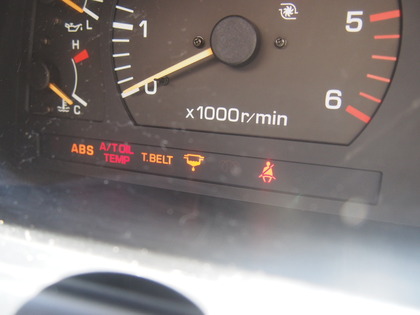 L
1
5
H
0
6
C
x1000r/min
ABS
A/T OIL
TEMP
T.BELT